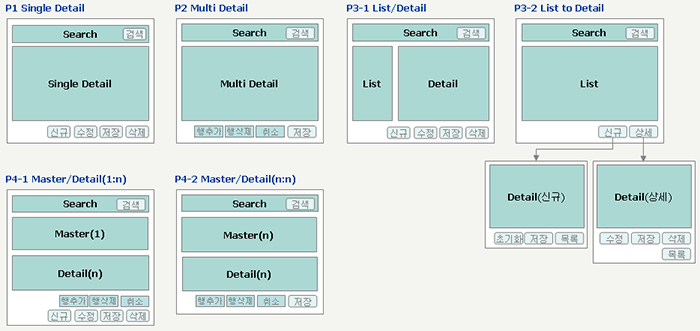 P1 Single Detail
Search 검색
Single Detail
신규 수정 저장 삭제
P2 Multi Detail
Search 검색
Multi Detail
행추가 행삭제 취소 저장
P3-1 List/Detail
Search 검색
List Detail
신규 수정 저장 삭제
P3-2 List to Detail
Search 검색
List
신규 상세
Detail(신규)
초기화 저장 목록
Detail(상세)
수정 저장 삭제
목록
P4-1 Master/Detail(1:n)
Search 검색
Master(1)
Detail(n)
행추가 행삭제 취소
신규 수정 저장 삭제
P4-2 Master/Detail(n:n)
Search 검색
Master(n)
Detail(n)
행추가 행삭제 취소 저장